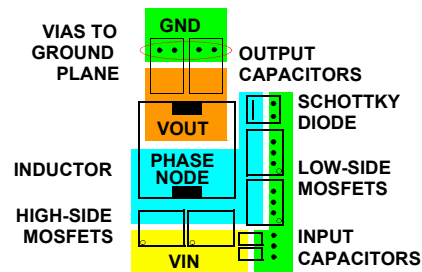 GND
VIAS TO
GROUND
PLANE
OUTPUT
CAPACITORS
SCHOTTKY
DIODE
VOUT
INDUCTOR
PHASE
NODE
LOW-SIDE
MOSFETS
HIGH-SIDE
MOSFETS
INPUT
CAPACITORS
VIN